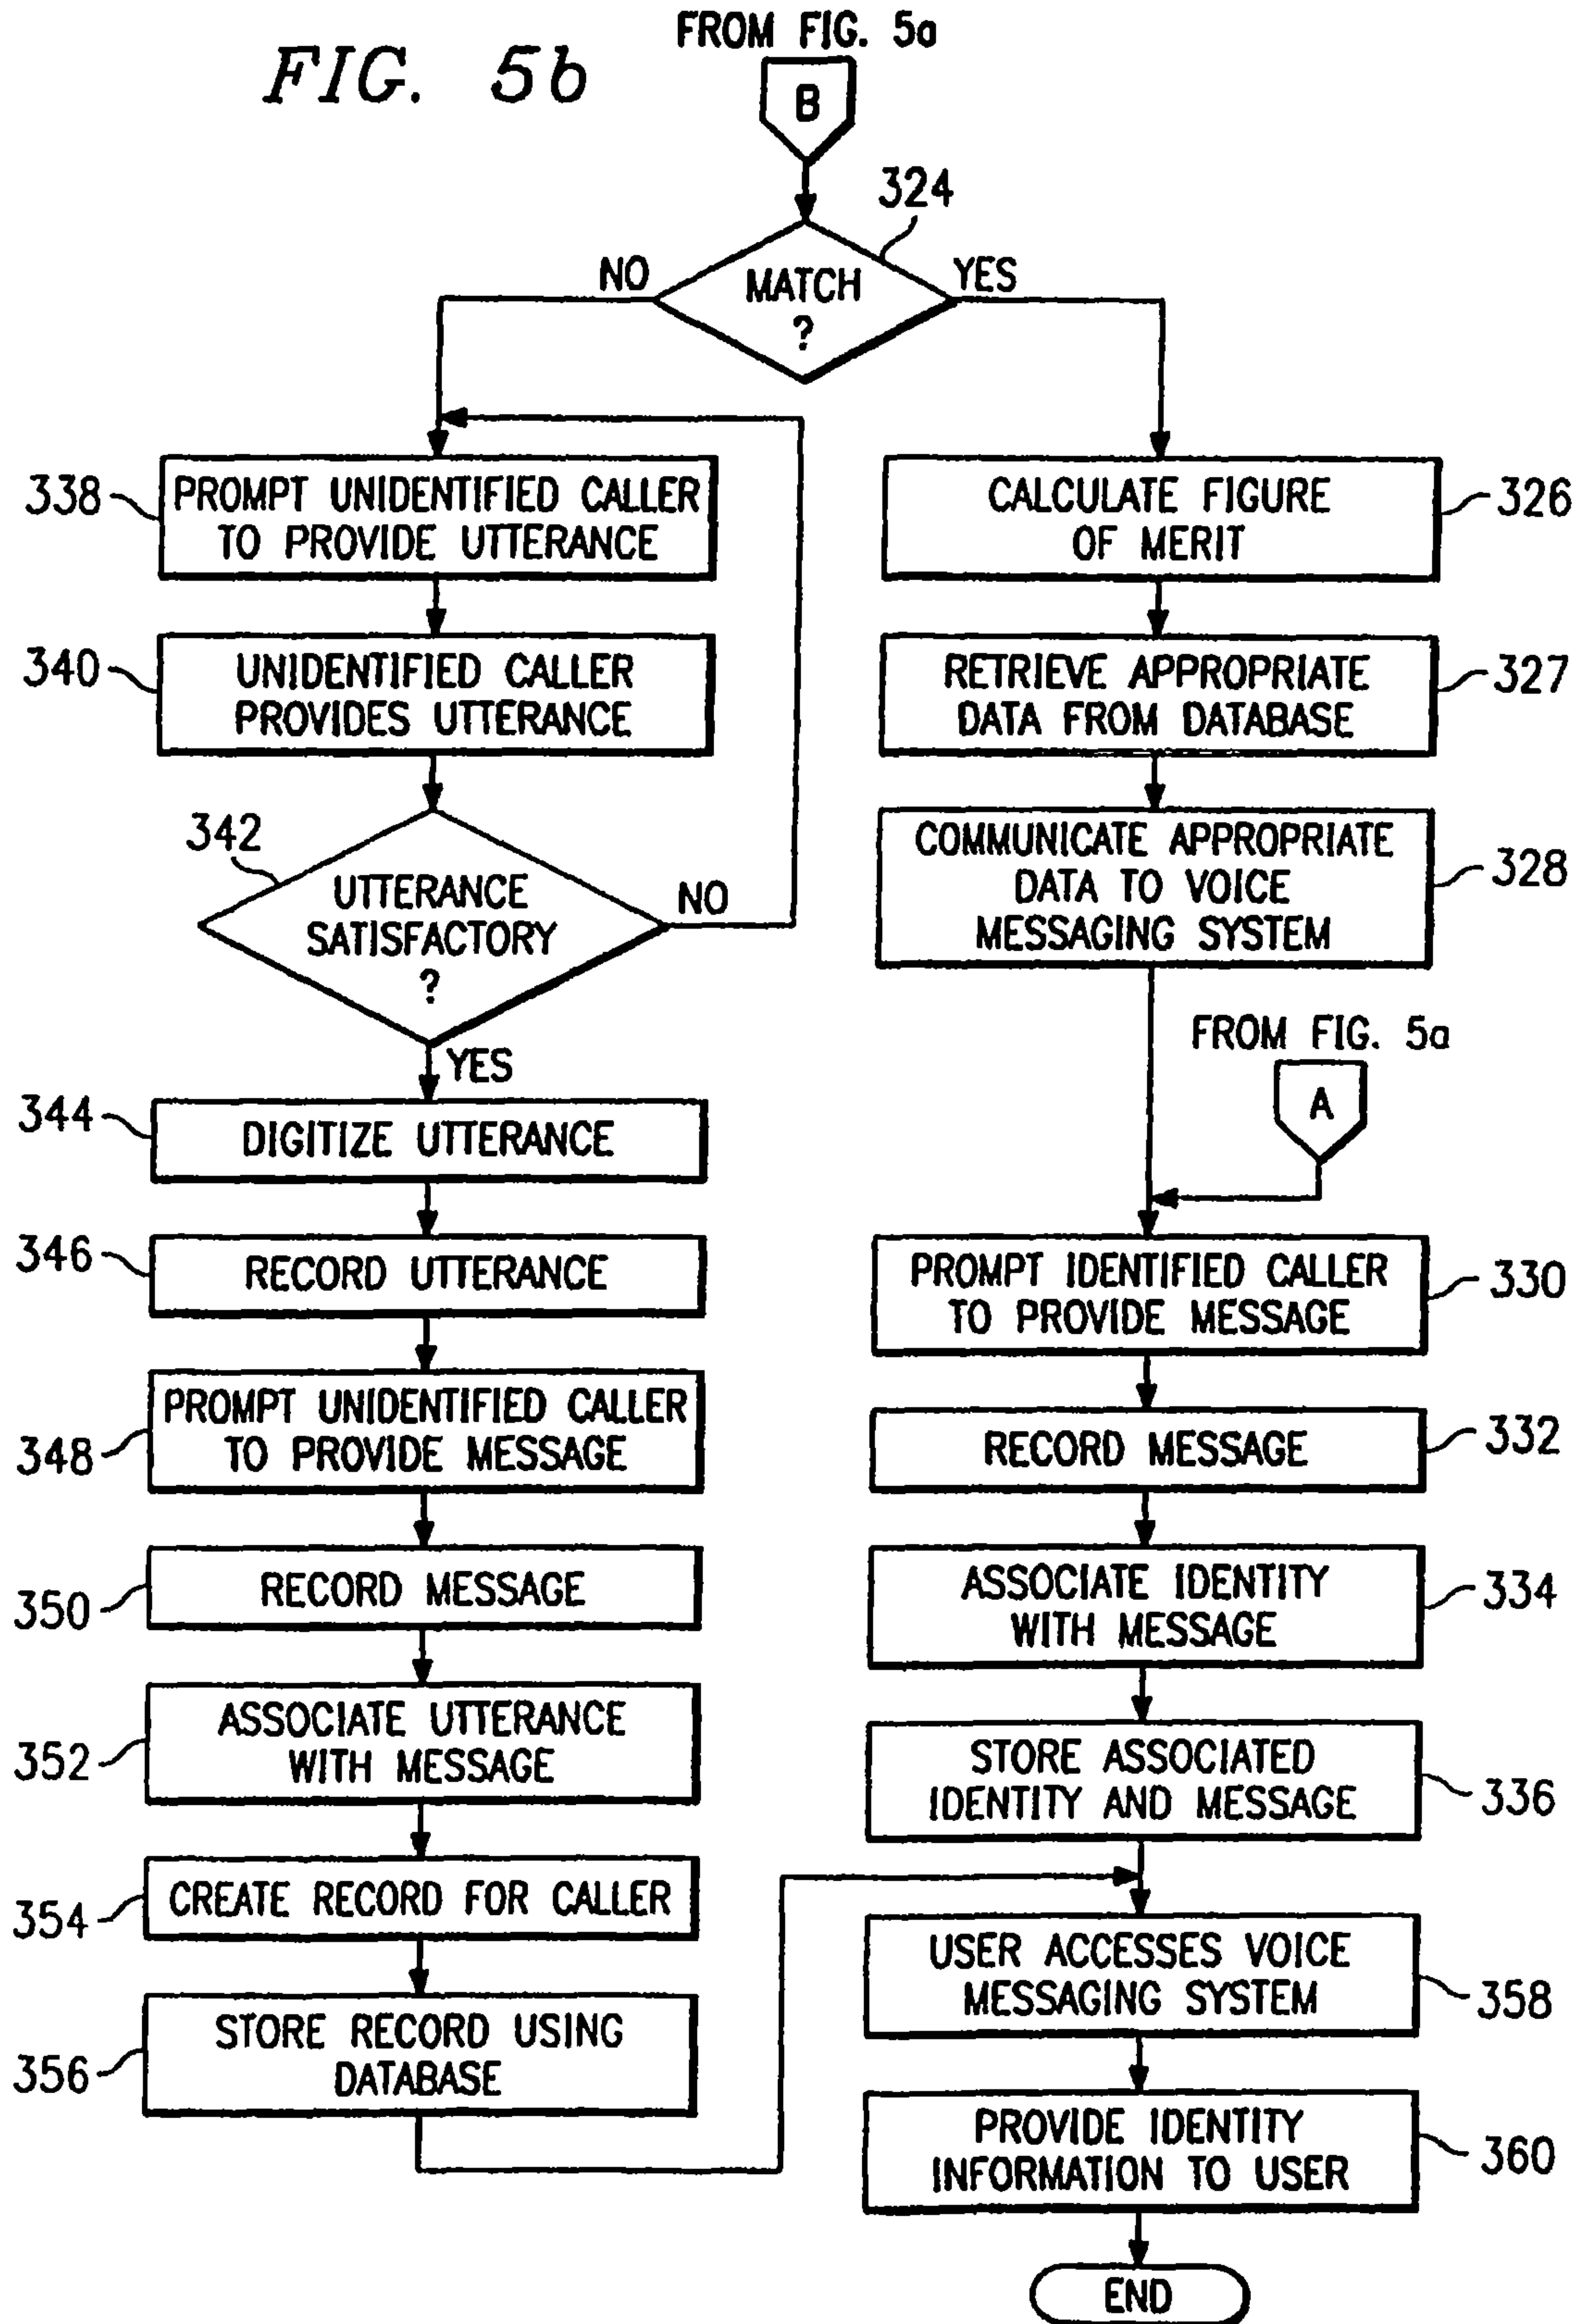 FROM FIG. 5a
FIG. 5b
B
324
NO
YES
MATCH
?
338
PROMPT UNIDENTIFIED CALLER
TO PROVIDE UTTERANCE
340
UNIDENTIFIED CALLER
PROVIDES UTTERANCE
342
UTTERANCE
SATISFACTORY
?
NO
YES
344
DIGITIZE UTTERANCE
346
RECORD UTTERANCE
348
PROMPT UNIDENTIFIED CALLER
TO PROVIDE MESSAGE
350
RECORD MESSAGE
352
ASSOCIATE UTTERANCE
WITH MESSAGE
354
CREATE RECORD FOR CALLER
356
STORE RECORD USING
DATABASE
CALCULATE FIGURE
OF MERIT
326
RETRIEVE APPROPRIATE
DATA FROM DATABASE
327
COMMUNICATE APPROPRIATE
DATA TO VOICE
MESSAGING SYSTEM
328
FROM FIG. 5a
A
PROMPT IDENTIFIED CALLER
TO PROVIDE MESSAGE
330
RECORD MESSAGE
332
ASSOCIATE IDENTITY
WITH MESSAGE
334
STORE ASSOCIATED
IDENTITY AND MESSAGE
336
USER ACCESSES VOICE
MESSAGING SYSTEM
358
PROVIDE IDENTITY
INFORMATION TO USER
360
END